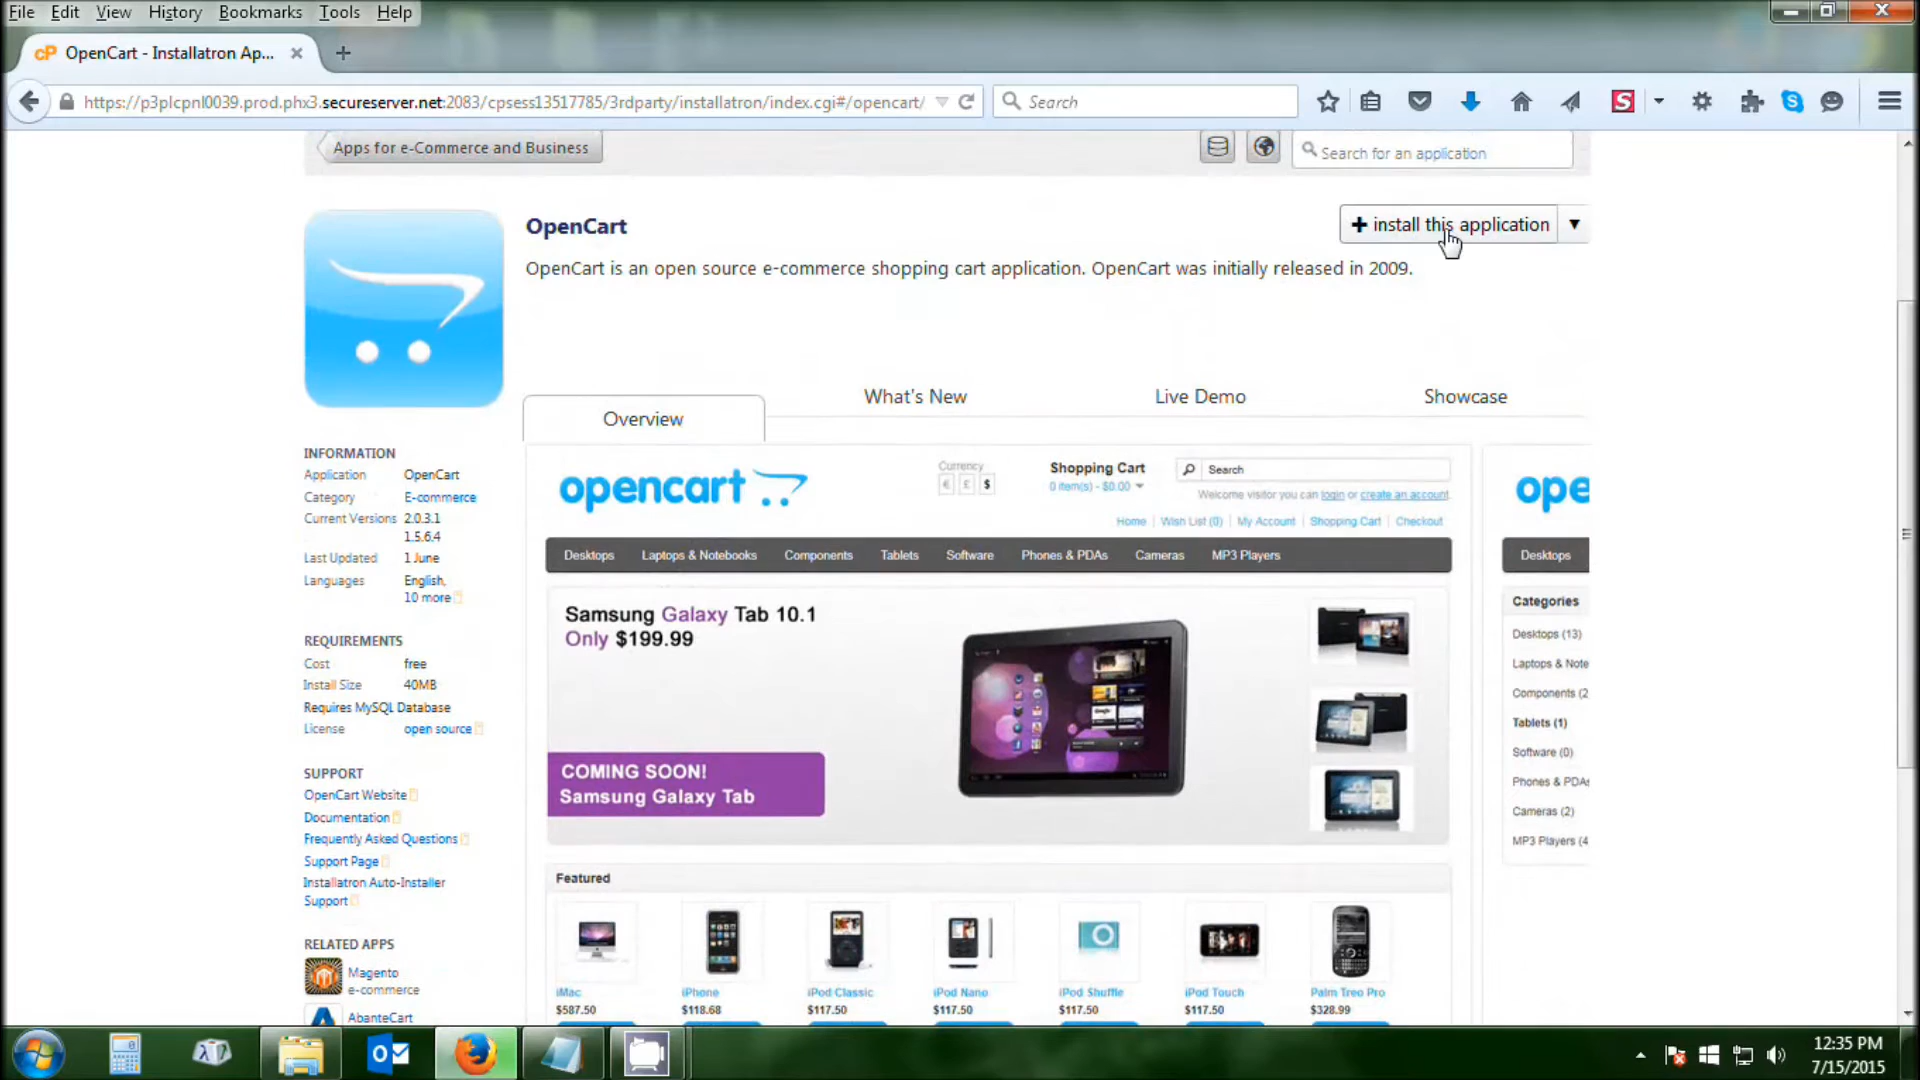 File Edit View History Bookmarks Tools Help
cP OpenCart - Installatron Ap...
https://p3plcpnl0039.prod.phx3.secureserver.net:2083/cpsess13517785/3rdparty/installatron/index.cgi#/opencart/
Search
Apps for e-Commerce and Business
Search for an application
OpenCart
install this application
OpenCart is an open source e-commerce shopping cart application. OpenCart was initially released in 2009.
Overview
What's New
Live Demo
Showcase
INFORMATION
Application OpenCart
Category E-commerce
Current Versions 2.0.3.1
1.5.6.4
Last Updated 1 June
Languages English,
10 more
REQUIREMENTS
Cost free
Install Size 40MB
Requires MySQL Database
License open source
SUPPORT
OpenCart Website
Documentation
Frequently Asked Questions
Support Page
Installatron Auto-Installer
Support
RELATED APPS
Magento
e-commerce
AbanteCart
opencart
Currency
€ £ $
Shopping Cart
0 item(s) - $0.00
Search
Welcome visitor you can login or create an account.
Home Wish List (0) My Account Shopping Cart Checkout
Desktops Laptops & Notebooks Components Tablets Software Phones & PDAs Cameras MP3 Players
Samsung Galaxy Tab 10.1
Only $199.99
COMING SOON!
Samsung Galaxy Tab
Featured
iMac iPhone iPod Classic iPod Nano iPod Shuffle iPod Touch Palm Treo Pro
$587.50 $118.68 $117.50 $117.50 $117.50 $117.50 $328.99
ope
Desktops
Categories
Desktops (13)
Laptops & Note
Components (2
Tablets (1)
Software (0)
Phones & PDAs
Cameras (2)
MP3 Players (4
12:35 PM
7/15/2015